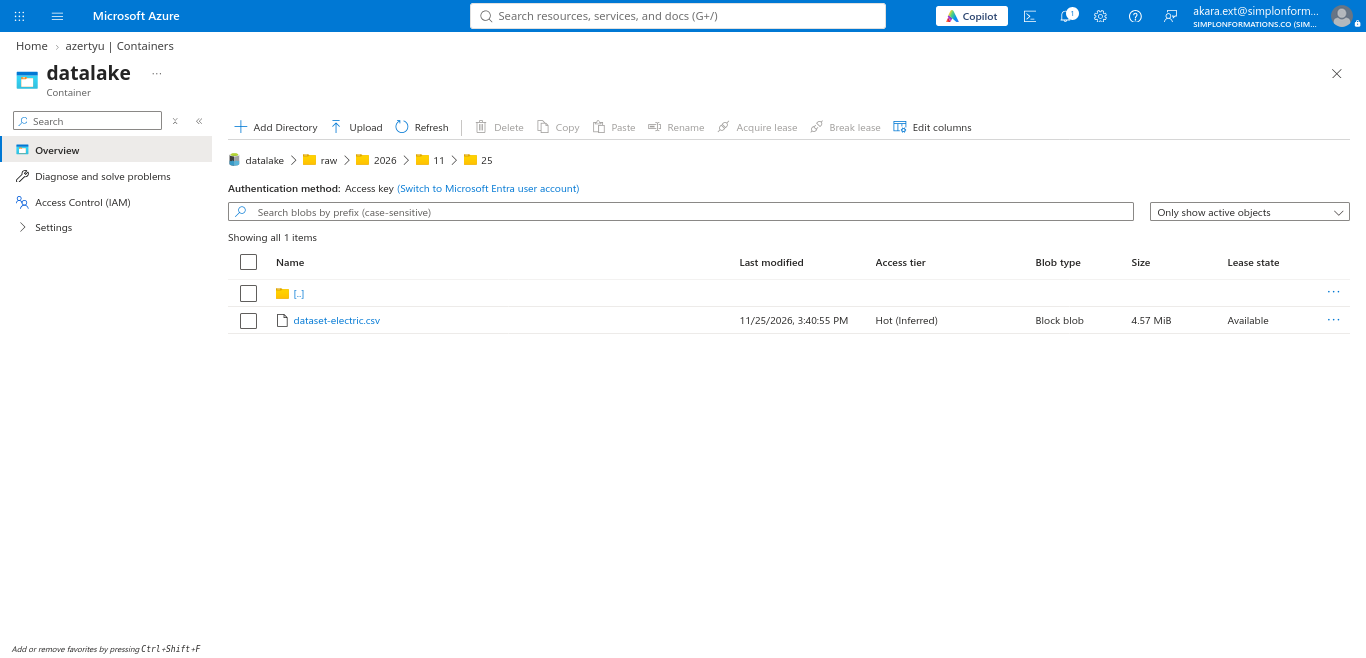 Microsoft Azure
Search resources, services, and docs (G+/)
Copilot
1
akara.ext@simplonform...
SIMPLONFORMATIONS.CO (SIM...
Home > azertyu | Containers
datalake ...
Container
Search
Overview
Diagnose and solve problems
Access Control (IAM)
Settings
Add Directory Upload Refresh Delete Copy Paste Rename Acquire lease Break lease Edit columns
datalake > raw > 2026 > 11 > 25
Authentication method: Access key (Switch to Microsoft Entra user account)
Search blobs by prefix (case-sensitive)
Only show active objects
Showing all 1 items
Name Last modified Access tier Blob type Size Lease state
[..] ...
dataset-electric.csv 11/25/2026, 3:40:55 PM Hot (Inferred) Block blob 4.57 MiB Available ...
Add or remove favorites by pressing Ctrl+Shift+F